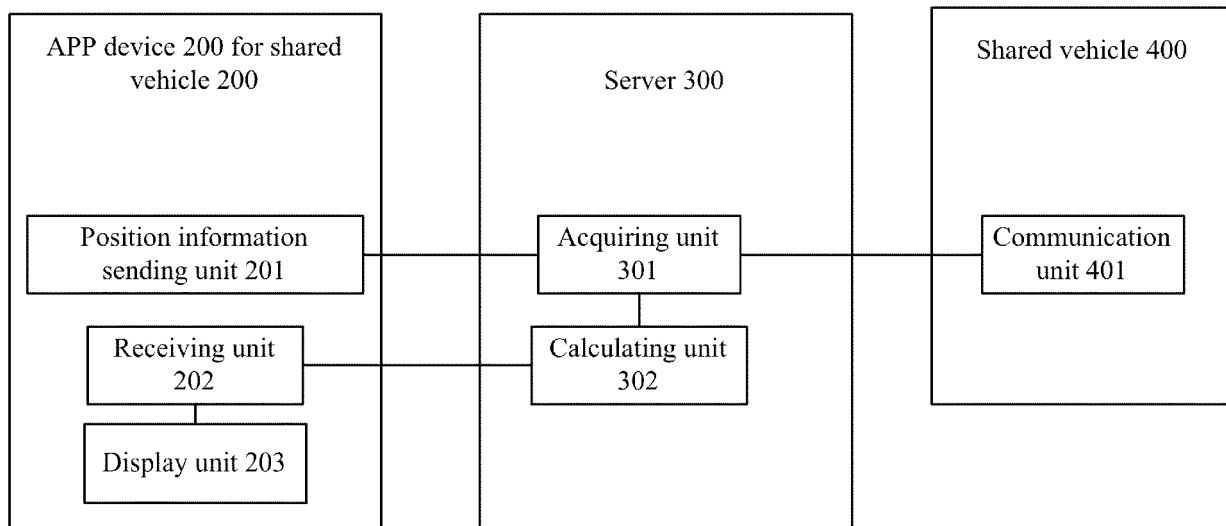 APP device 200 for shared
vehicle 200
Server 300
Shared vehicle 400
Position information
sending unit 201
Acquiring unit
301
Communication
unit 401
Receiving unit
202
Calculating unit
302
Display unit 203